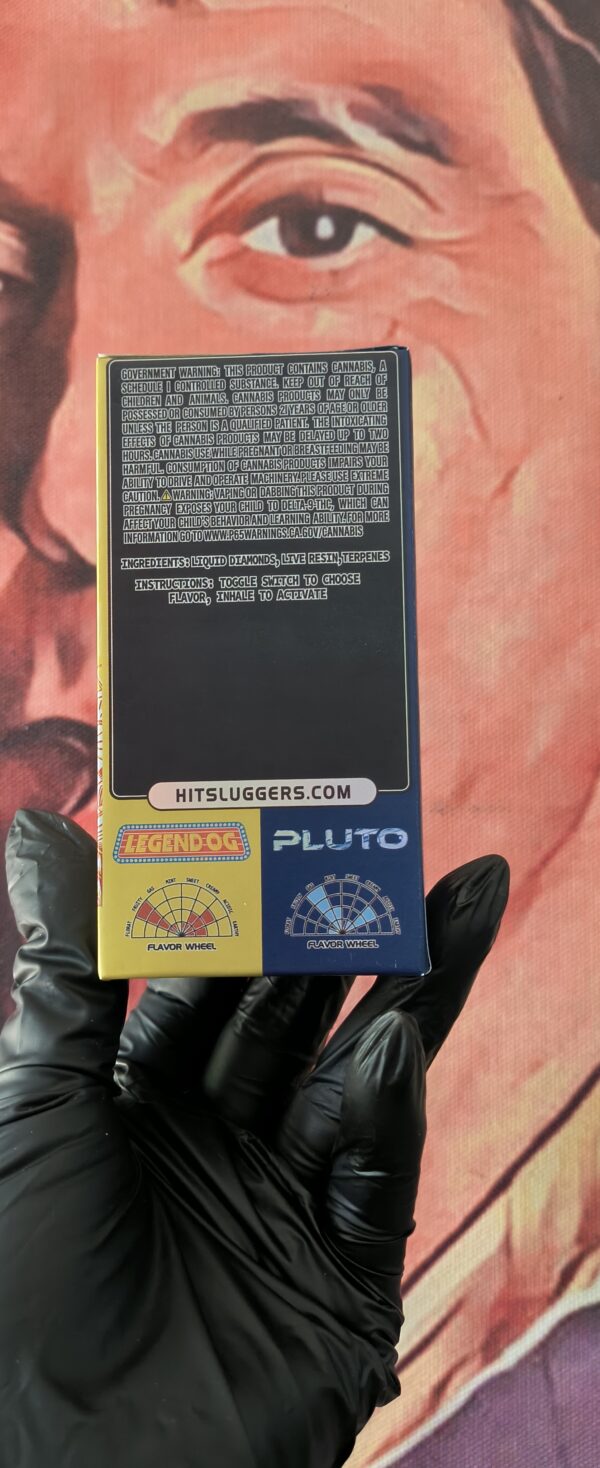 GOVERNMENT WARNING: THIS PRODUCT CONTAINS CANNABIS, A
SCHEDULE I CONTROLLED SUBSTANCE. KEEP OUT OF REACH OF
CHILDREN AND ANIMALS. CANNABIS PRODUCTS MAY ONLY BE
POSSESSED OR CONSUMED BY PERSONS 21 YEARS OF AGE OR OLDER
UNLESS THE PERSON IS A QUALIFIED PATIENT. THE INTOXICATING
EFFECTS OF CANNABIS PRODUCTS MAY BE DELAYED UP TO TWO
HOURS. CANNABIS USE WHILE PREGNANT OR BREASTFEEDING MAY BE
HARMFUL. CONSUMPTION OF CANNABIS PRODUCTS IMPAIRS YOUR
ABILITY TO DRIVE AND OPERATE MACHINERY. PLEASE USE EXTREME
CAUTION. ⚠ WARNING: VAPING OR DABBING THIS PRODUCT DURING
PREGNANCY EXPOSES YOUR CHILD TO DELTA-9-THC, WHICH CAN
AFFECT YOUR CHILD'S BEHAVIOR AND LEARNING ABILITY. FOR MORE
INFORMATION GO TO WWW.P65WARNINGS.CA.GOV/CANNABIS
INGREDIENTS: LIQUID DIAMONDS, LIVE RESIN, TERPENES
INSTRUCTIONS: TOGGLE SWITCH TO CHOOSE
FLAVOR, INHALE TO ACTIVATE
HITSLUGGERS.COM
LEGEND-OG
FLORAL FRUITY GAS MINT SWEET CREAMY EARTHY
FLAVOR WHEEL
PLUTO
FLAVOR WHEEL